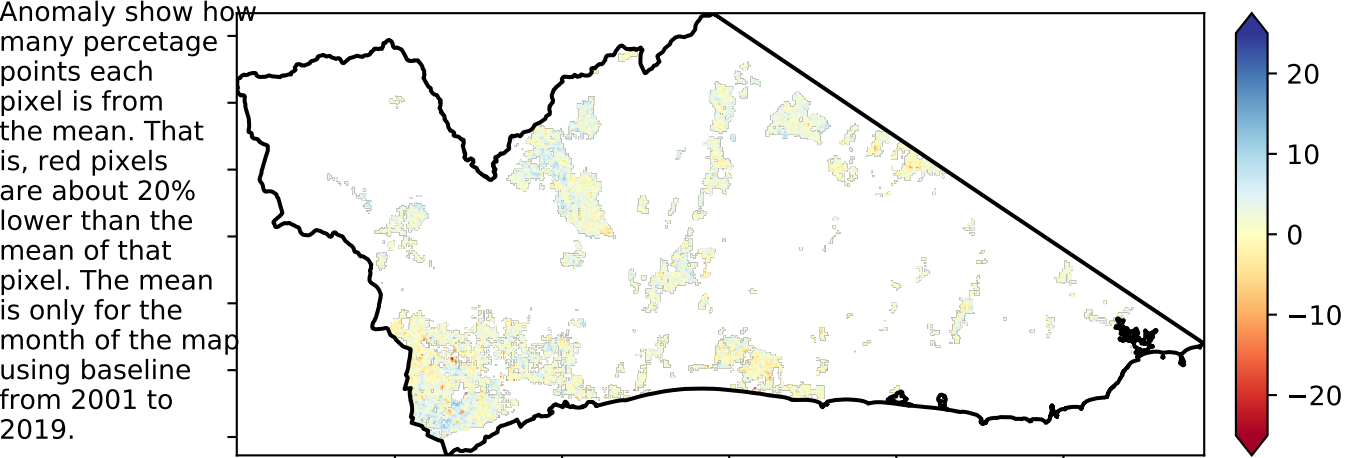 Anomaly show how
many percetage
points each
pixel is from
the mean. That
is, red pixels
are about 20%
lower than the
mean of that
pixel. The mean
is only for the
month of the map
using baseline
from 2001 to
2019.
20
10
0
−10
−20